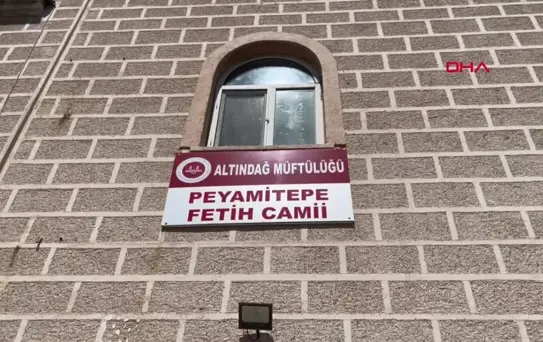 DHA
ALTINDAĞ MÜFTÜLÜĞÜ
PEYAMİTEPE
FETİH CAMİİ